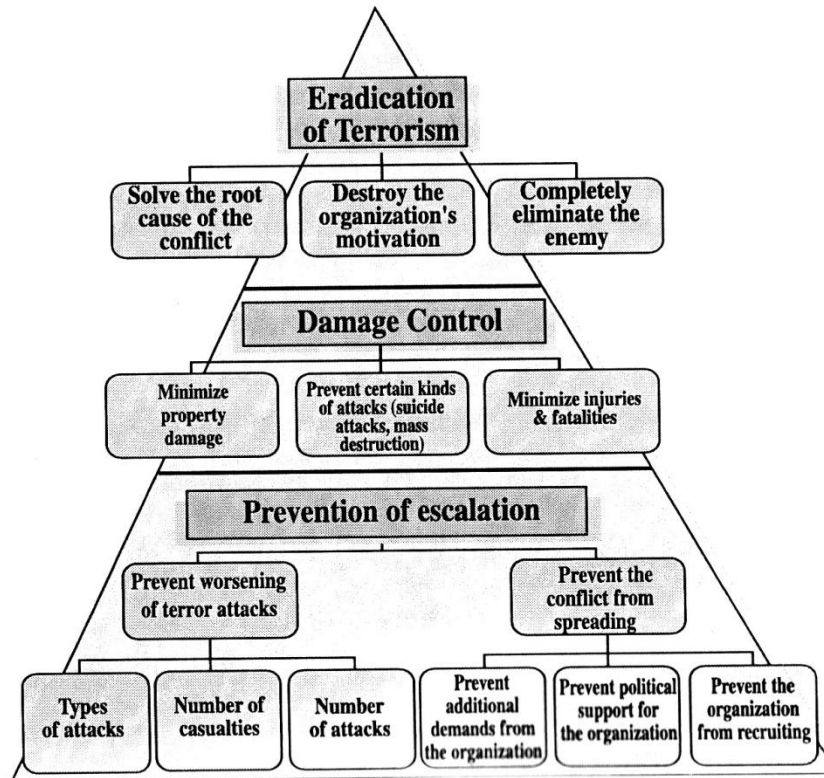 Eradication
of Terrorism
Solve the root
cause of the
conflict
Destroy the
organization's
motivation
Completely
eliminate the
enemy
Damage Control
Minimize
property
damage
Prevent certain kinds
of attacks (suicide
attacks, mass
destruction)
Minimize injuries
& fatalities
Prevention of escalation
Prevent worsening
of terror attacks
Prevent the
conflict from
spreading
Types
of attacks
Number of
casualties
Number
of attacks
Prevent
additional
demands from
the organization
Prevent political
support for
the organization
Prevent the
organization
from recruiting